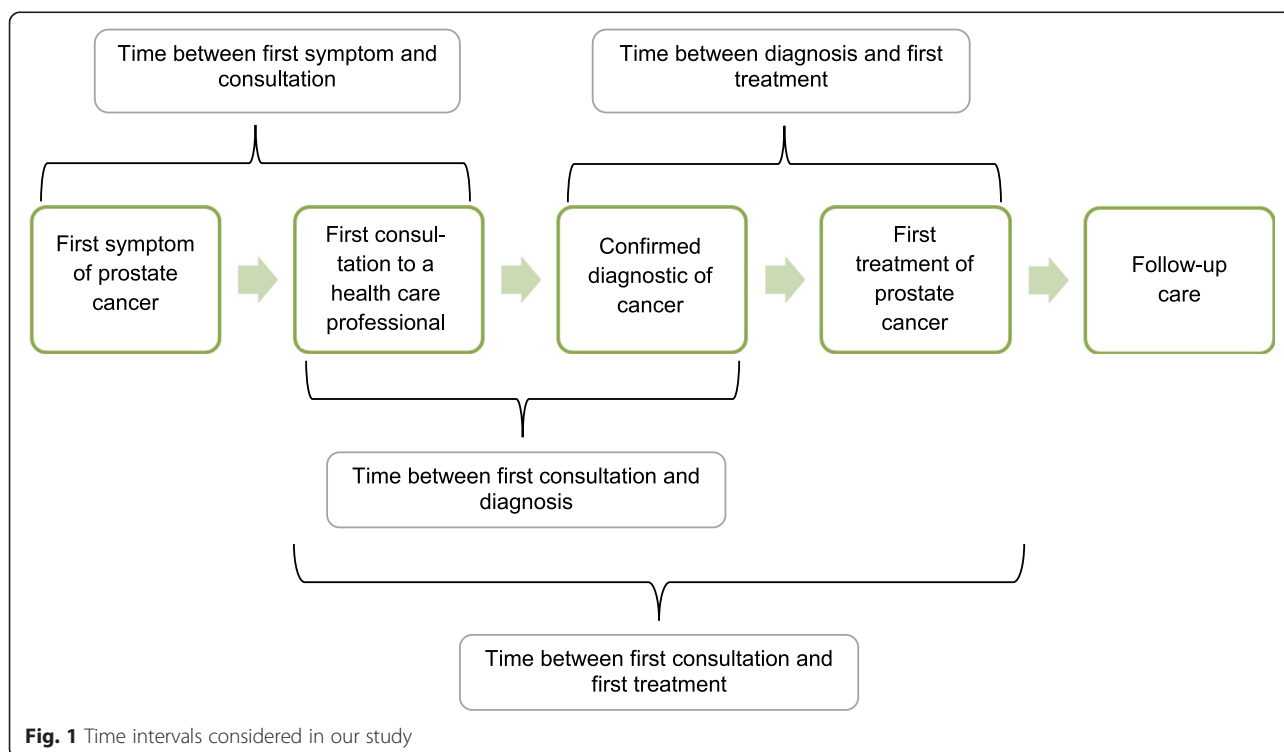 Time between first symptom and
consultation
Time between diagnosis and first
treatment
First symptom
of prostate
cancer
First consul-
tation to a
health care
professional
Confirmed
diagnostic of
cancer
First
treatment of
prostate
cancer
Follow-up
care
Time between first consultation and
diagnosis
Time between first consultation and
first treatment
Fig. 1 Time intervals considered in our study